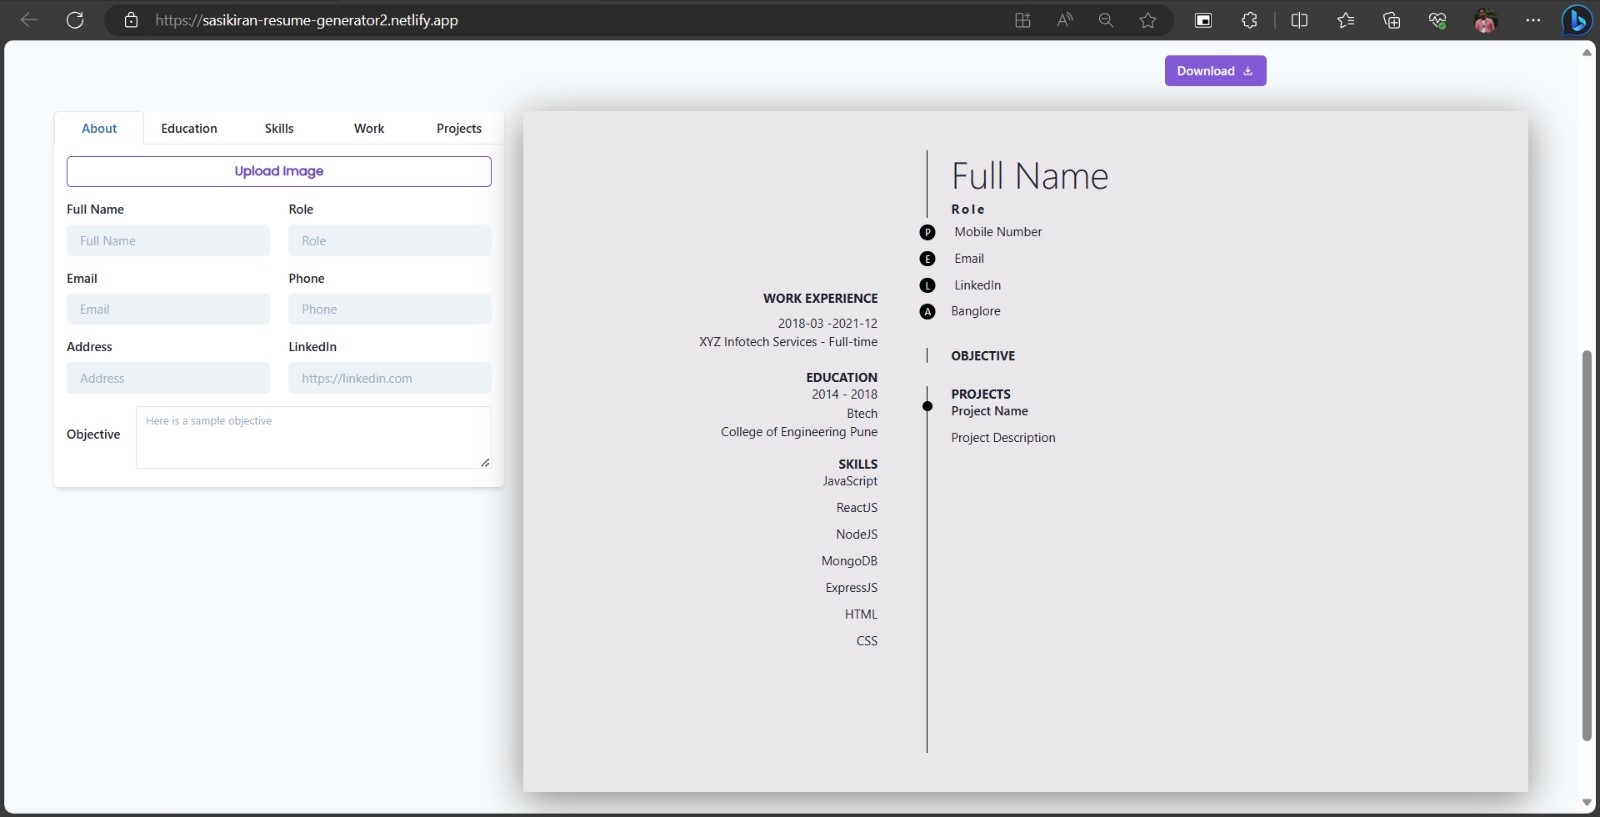 https://sasikiran-resume-generator2.netlify.app
Download
About Education Skills Work Projects
Upload Image
Full Name Role
Full Name Role
Email Phone
Email Phone
Address LinkedIn
Address https://linkedin.com
Objective Here is a sample objective
WORK EXPERIENCE
2018-03 -2021-12
XYZ Infotech Services - Full-time
EDUCATION
2014 - 2018
Btech
College of Engineering Pune
SKILLS
JavaScript
ReactJS
NodeJS
MongoDB
ExpressJS
HTML
CSS
Full Name
Role
P Mobile Number
E Email
L LinkedIn
A Banglore
OBJECTIVE
PROJECTS
Project Name
Project Description